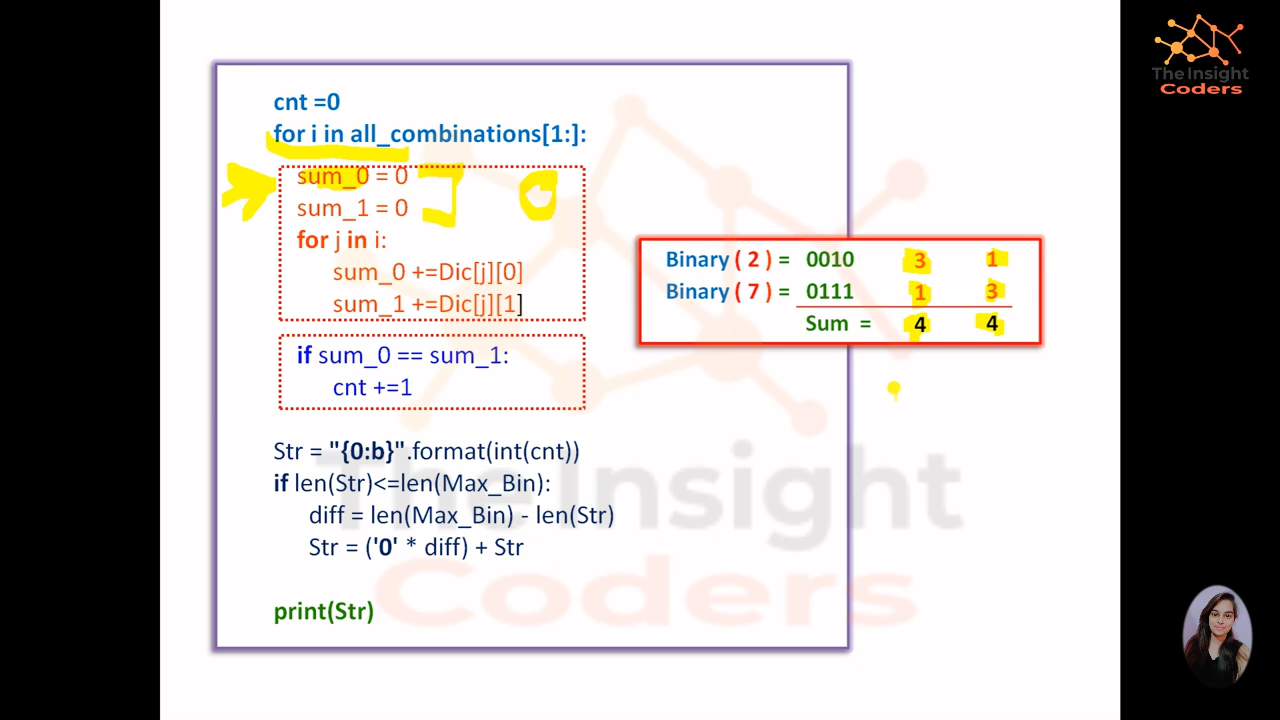 The Insight
Coders
cnt =0
for i in all_combinations[1:]:
sum_0 = 0
sum_1 = 0
for j in i:
sum_0 +=Dic[j][0]
sum_1 +=Dic[j][1]
Binary ( 2 ) = 0010 3 1
Binary ( 7 ) = 0111 1 3
Sum = 4 4
if sum_0 == sum_1:
cnt +=1
Str = "{0:b}".format(int(cnt))
if len(Str)<=len(Max_Bin):
diff = len(Max_Bin) - len(Str)
Str = ('0' * diff) + Str
print(Str)
The Insight
Coders